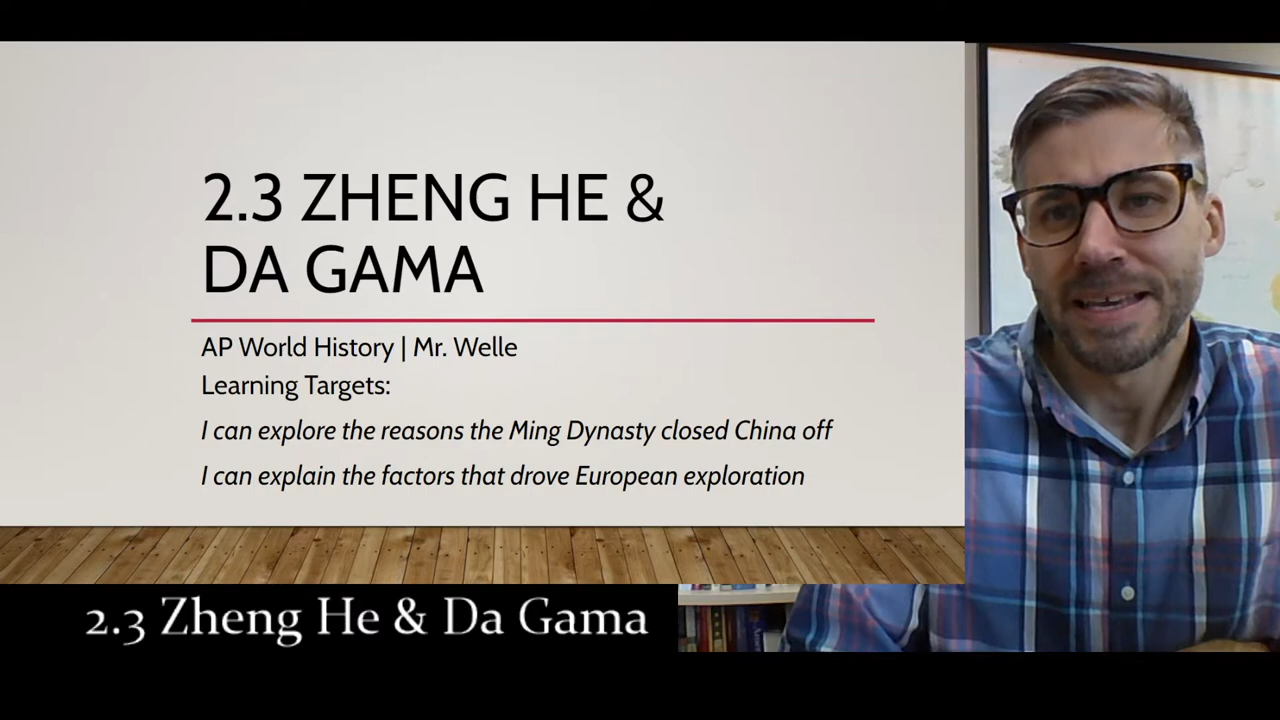 2.3 ZHENG HE &
DA GAMA
AP World History | Mr. Welle
Learning Targets:
I can explore the reasons the Ming Dynasty closed China off
I can explain the factors that drove European exploration
2.3 Zheng He & Da Gama